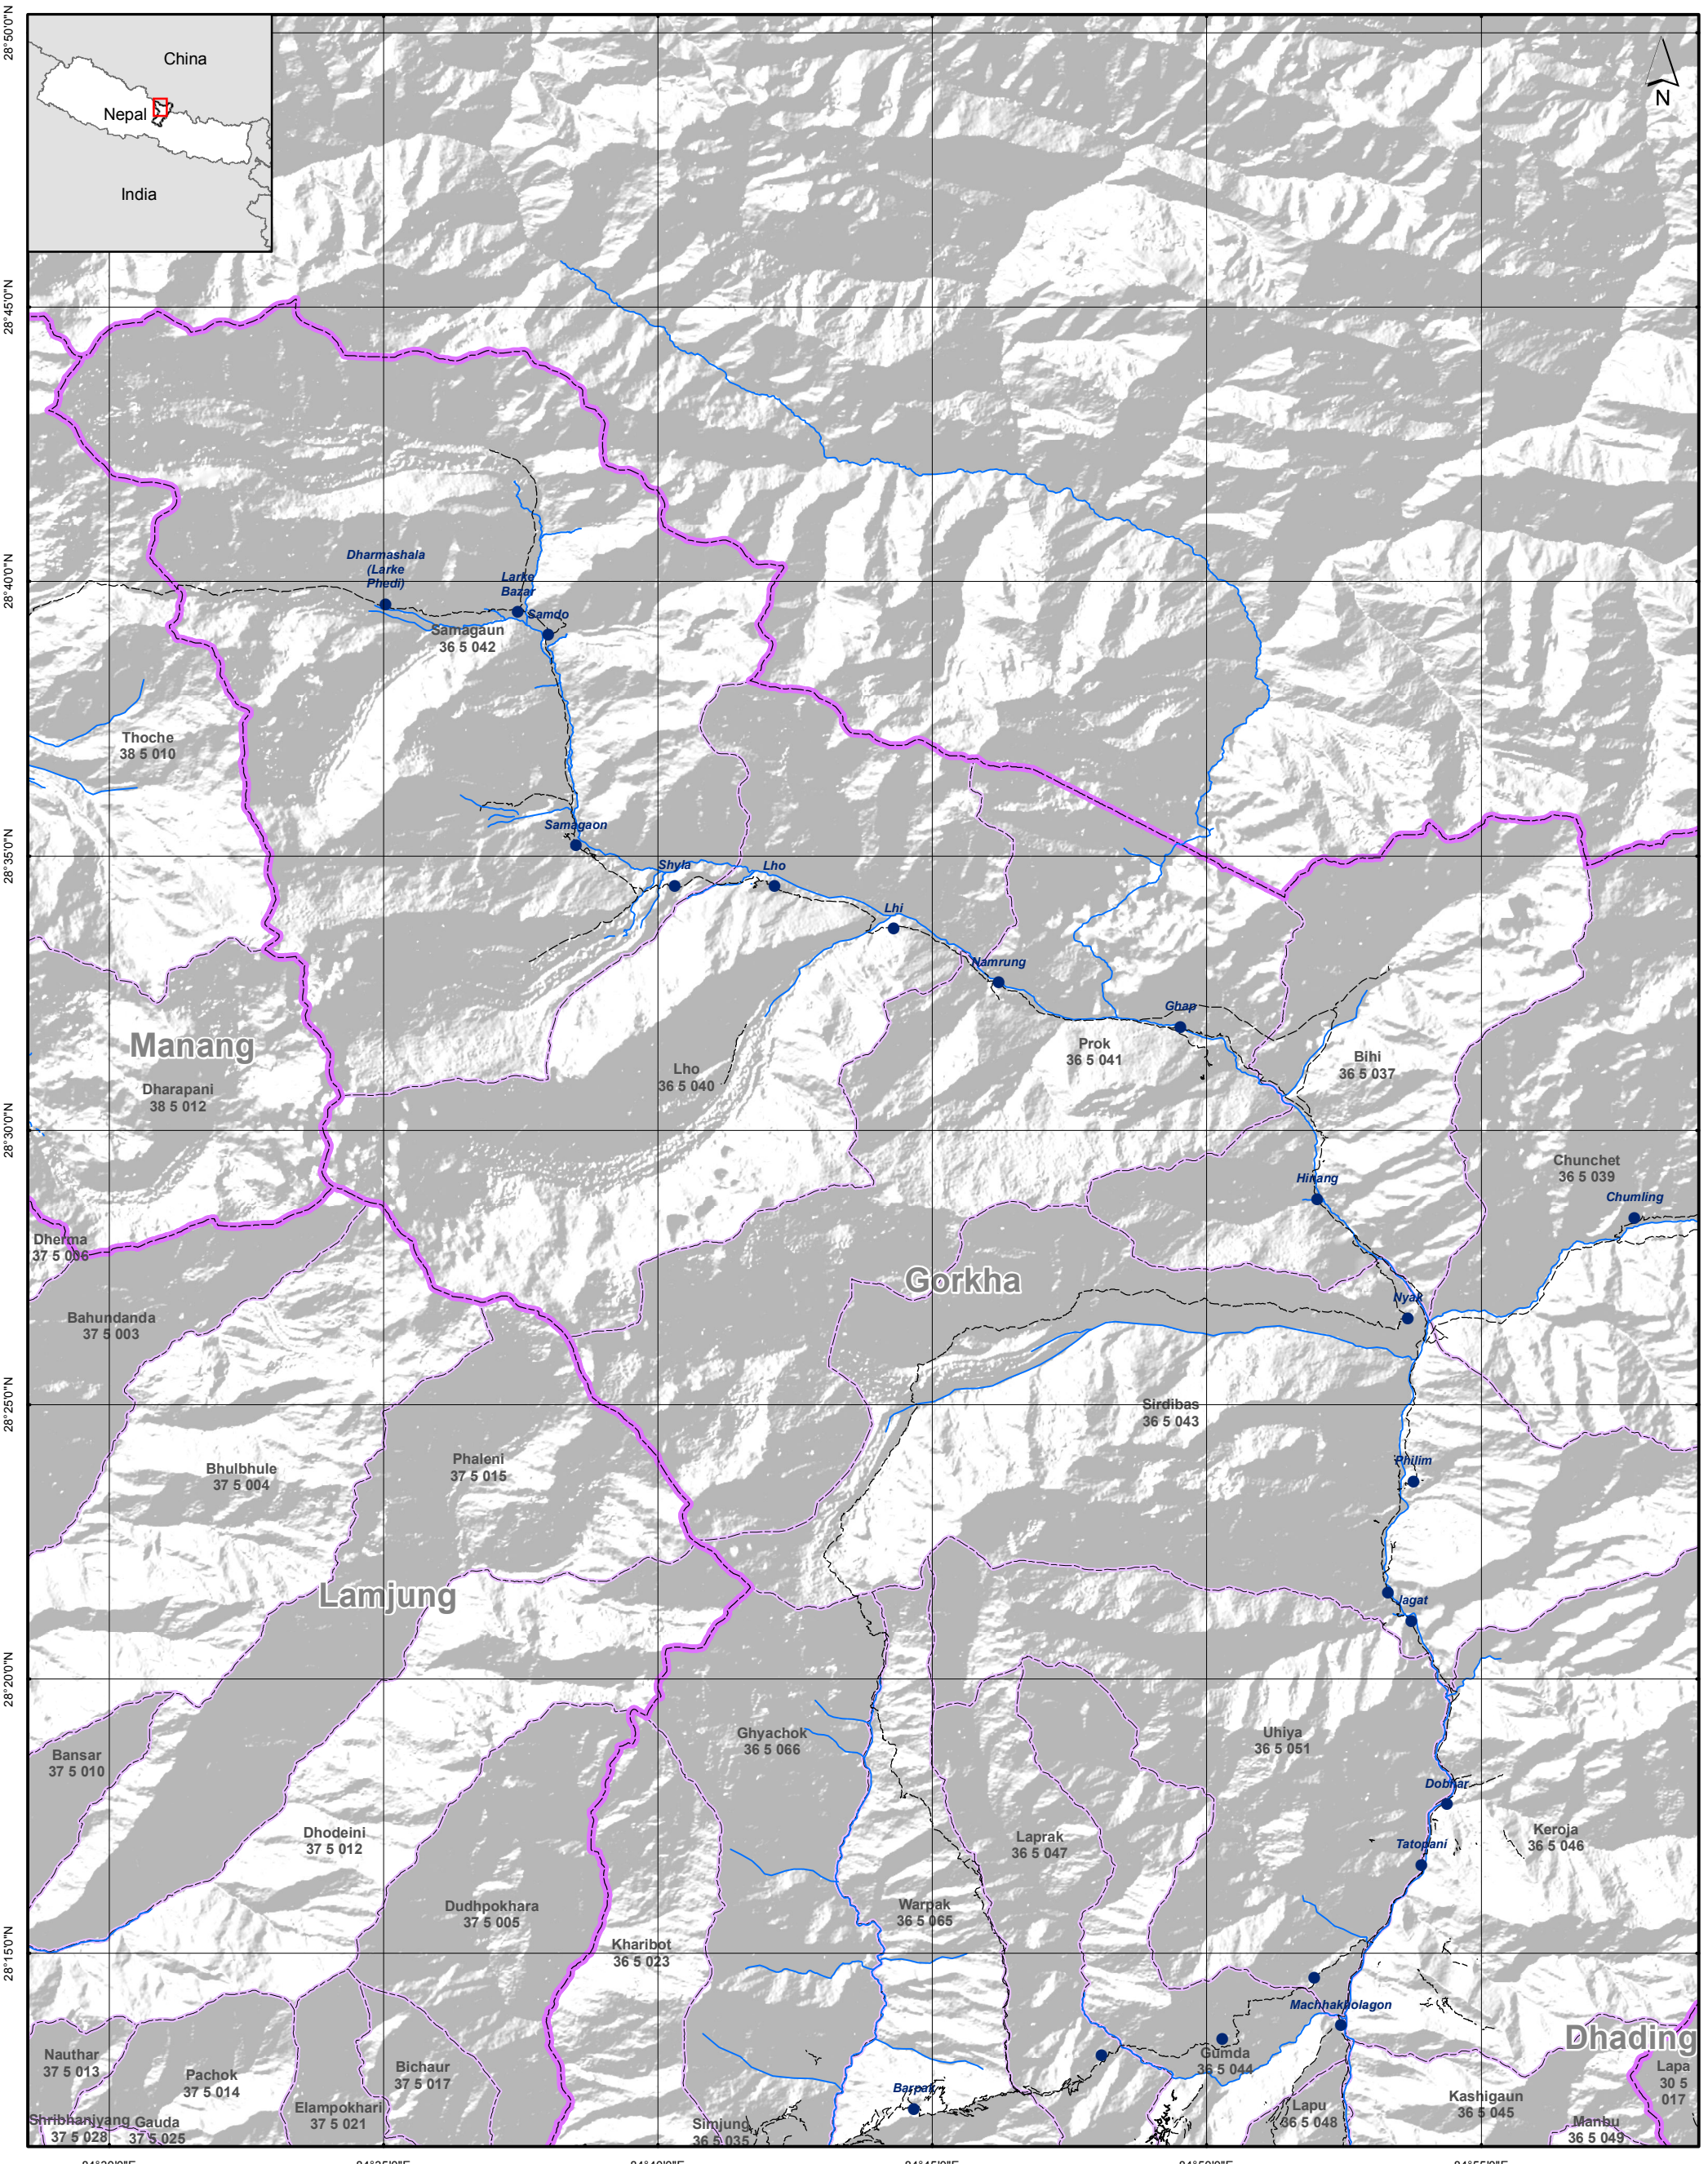 28°50'0"N
China
Nepal
India
N
28°45'0"N
28°40'0"N
Dharmashala
(Larke
Phedi)
Larke
Bazar
Samdo
Samagaun
36 5 042
Thoche
38 5 010
28°35'0"N
Samagaon
Shyla
Lho
Lhi
Namrung
Ghap
Manang
Dharapani
38 5 012
Lho
36 5 040
Prok
36 5 041
Bihi
36 5 037
28°30'0"N
Chunchet
36 5 039
Hinang
Chumling
Dherma
37 5 006
Gorkha
Nyak
Bahundanda
37 5 003
28°25'0"N
Sirdibas
36 5 043
Bhulbhule
37 5 004
Phaleni
37 5 015
Philim
Lamjung
Jagat
28°20'0"N
Bansar
37 5 010
Ghyachok
36 5 066
Uhiya
36 5 051
Dobhar
Dhodeini
37 5 012
Laprak
36 5 047
Keroja
36 5 046
Tatopani
Dudhpokhara
37 5 005
Warpak
36 5 065
Kharibot
36 5 023
28°15'0"N
Machhakholagon
Dhading
Nauthar
37 5 013
Pachok
37 5 014
Bichaur
37 5 017
Gumda
36 5 044
Lapa
30 5
017
Barpak
Elampokhari
37 5 021
Lapu
36 5 048
Kashigaun
36 5 045
Shribhanjyang
37 5 028
Gauda
37 5 025
Simjung
36 5 035
Manbu
36 5 049